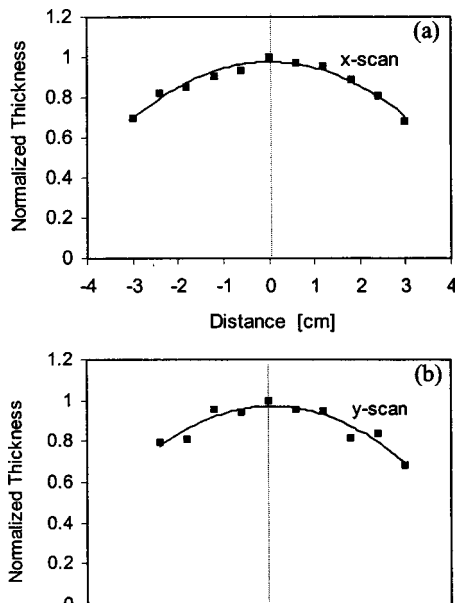 (a)
x-scan
Normalized Thickness
1.2
1
0.8
0.6
0.4
0.2
0
-4 -3 -2 -1 0 1 2 3 4
Distance [cm]
(b)
y-scan
Normalized Thickness
1.2
1
0.8
0.6
0.4
0.2
0